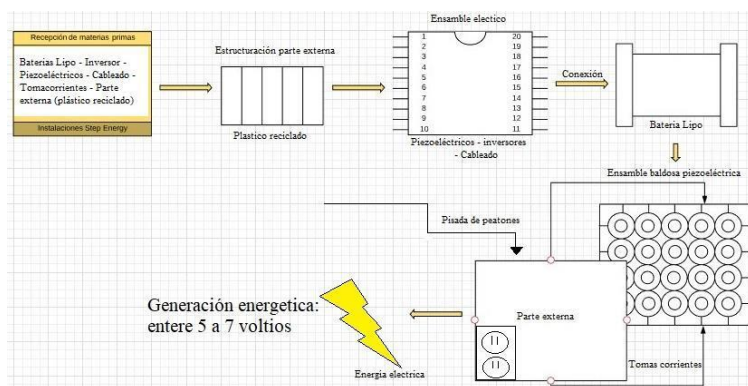 Recepción de materias primas
Baterias Lipo - Inversor -
Piezoeléctricos - Cableado -
Tomacorrientes - Parte
externa (plástico reciclado)
Instalaciones Step Energy
Estructuración parte externa
Plastico reciclado
Ensamble electico
1 20
2 19
3 18
4 17
5 16
6 15
7 14
8 13
9 12
10 11
Piezoeléctricos - inversores
- Cableado
Conexión
Bateria Lipo
Ensamble baldosa piezoeléctrica
Pisada de peatones
Parte externa
Tomas corrientes
Generación energetica:
entere 5 a 7 voltios
Energia electrica